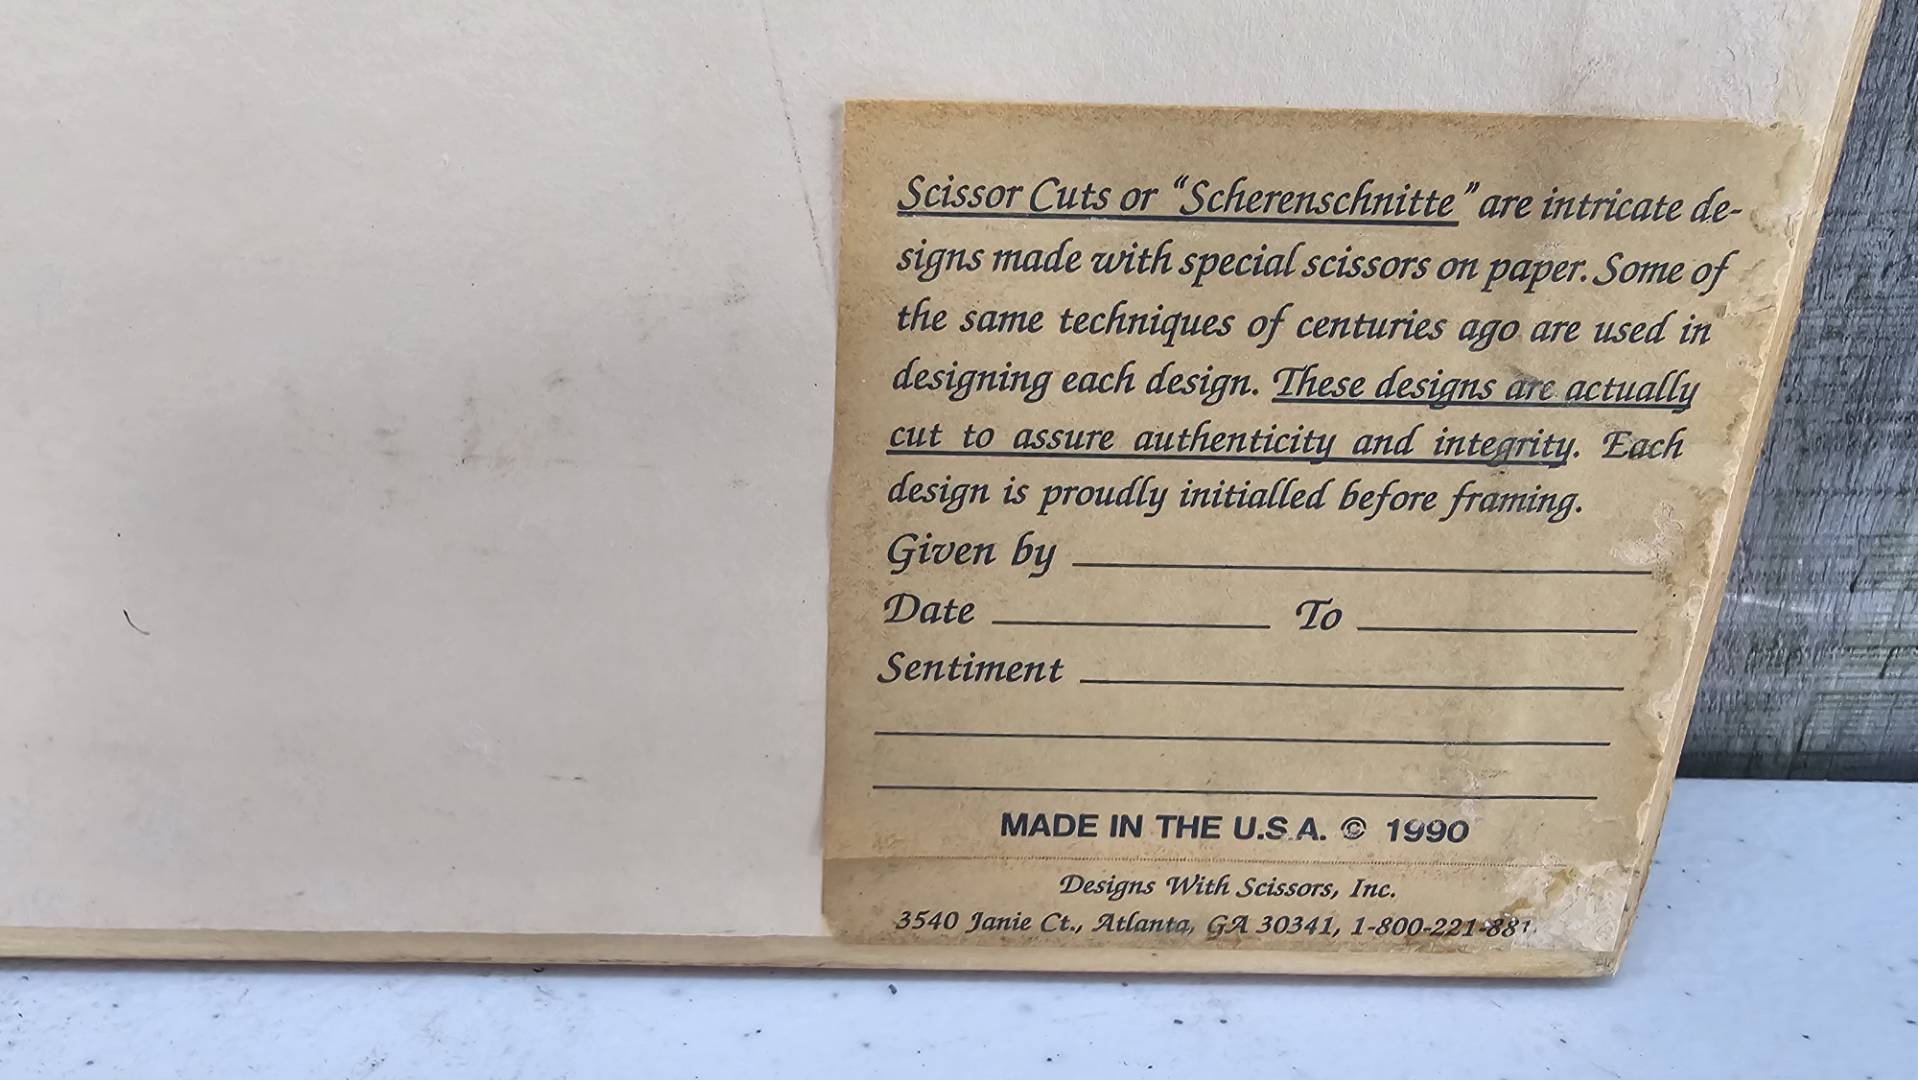 Scissor Cuts or “Scherenschnitte” are intricate de-
signs made with special scissors on paper. Some of
the same techniques of centuries ago are used in
designing each design. These designs are actually
cut to assure authenticity and integrity. Each
design is proudly initialled before framing.
Given by
Date To
Sentiment
MADE IN THE U.S.A. © 1990
Designs With Scissors, Inc.
3540 Janie Ct., Atlanta, GA 30341,